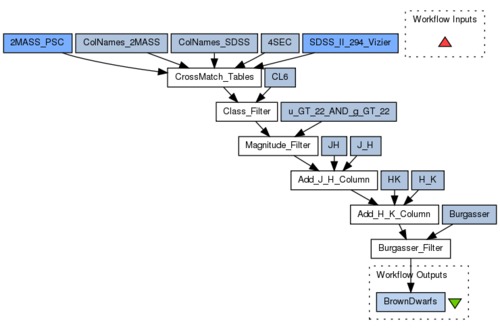 Workflow Inputs
2MASS_PSC
ColNames_2MASS
ColNames_SDSS
4SEC
SDSS_II_294_Vizier
CrossMatch_Tables
CL6
Class_Filter
u_GT_22_AND_g_GT_22
Magnitude_Filter
JH
J_H
Add_J_H_Column
HK
H_K
Add_H_K_Column
Burgasser
Burgasser_Filter
Workflow Outputs
BrownDwarfs